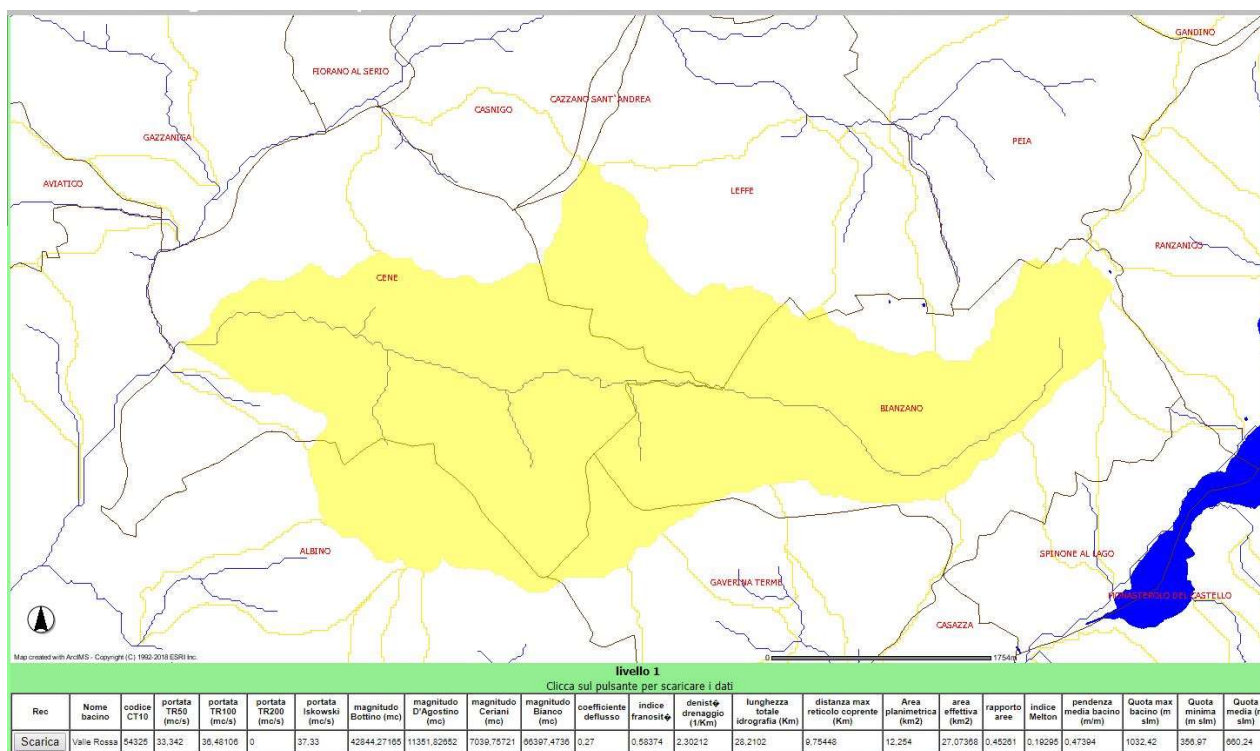 GANDINO
FIORANO AL SERIO
CAZZANO SANT`ANDREA
CASNIGO
GAZZANIGA
PEIA
AVIATICO
LEFFE
RANZANICO
CENE
BIANZANO
ALBINO
SPINONE AL LAGO
GAVERINA TERME
MONASTEROLO DEL CASTELLO
CASAZZA
Map created with ArcIMS - Copyright (C) 1992-2018 ESRI Inc.
0 1754m
livello 1
Clicca sul pulsante per scaricare i dati
Rec Nome bacino codice CT10 portata TR50 (mc/s) portata TR100 (mc/s) portata TR200 (mc/s) portata Iskowski (mc/s) magnitudo Bottino (mc) magnitudo D'Agostino (mc) magnitudo Ceriani (mc) magnitudo Bianco (mc) coefficiente deflusso indice franosit� densit� drenaggio (1/Km) lunghezza totale idrografia (Km) distanza max reticolo coprente (Km) Area planimetrica (km2) area effettiva (km2) rapporto aree indice Melton pendenza media bacino (m/m) Quota max bacino (m slm) Quota minima (m slm) Quota media (m slm)
Scarica Valle Rossa 54325 33,342 36,48106 0 37,33 42844,27165 11351,82652 7039,75721 66397,4736 0,27 0,58374 2,30212 28,2102 9,75448 12,254 27,07368 0,45261 0,19295 0,47394 1032,42 356,97 660,24